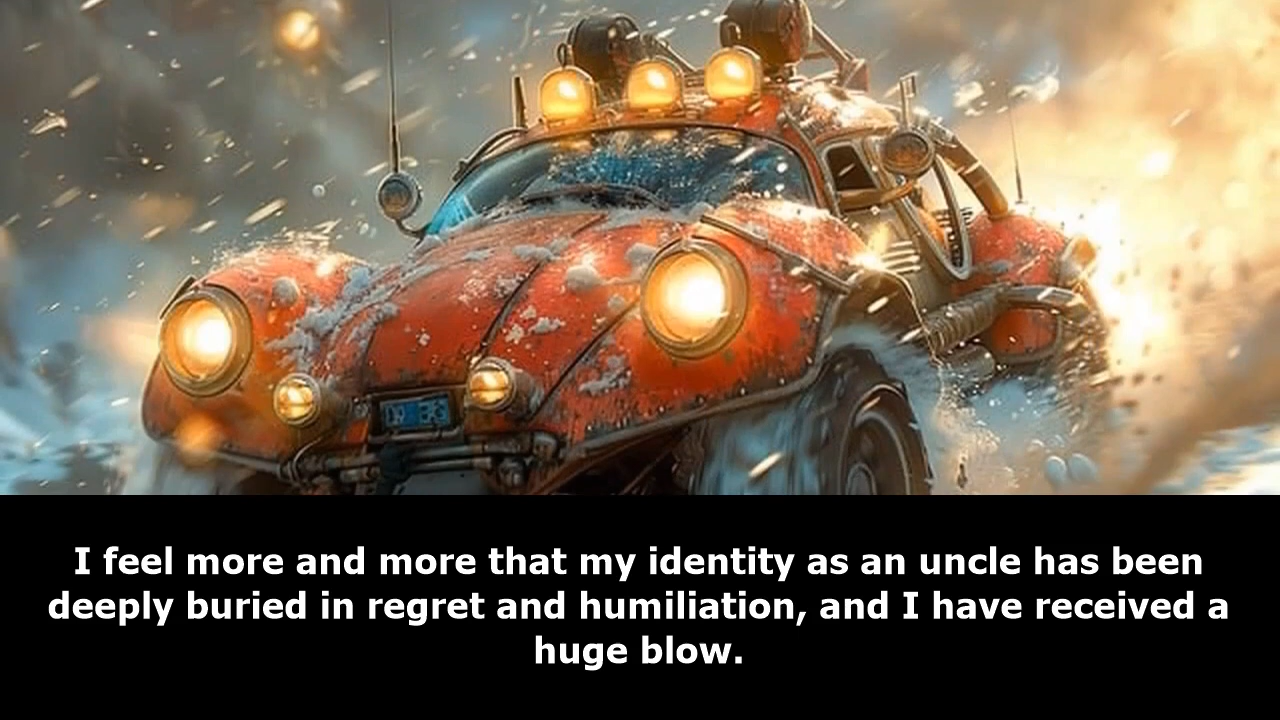 I feel more and more that my identity as an uncle has been
deeply buried in regret and humiliation, and I have received a
huge blow.